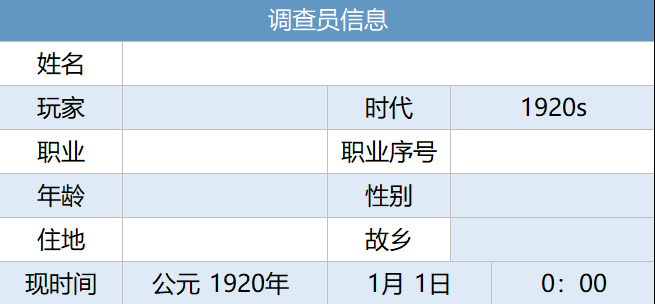 调查员信息
姓名
玩家 时代 1920s
职业 职业序号
年龄 性别
住地 故乡
现时间 公元 1920年 1月 1日 0：00